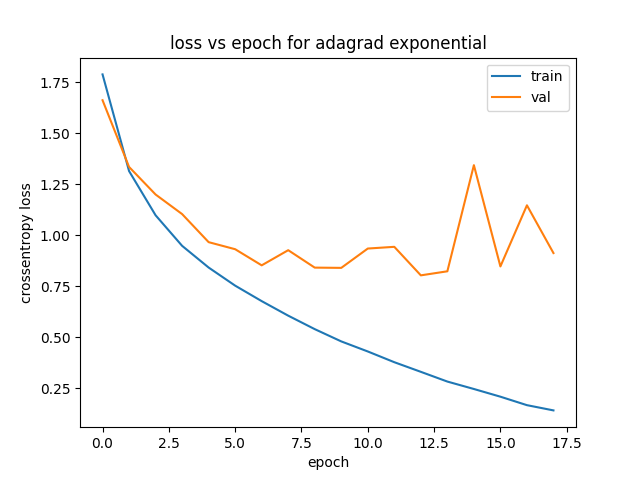 loss vs epoch for adagrad exponential
train
val
crossentropy loss
1.75
1.50
1.25
1.00
0.75
0.50
0.25
0.0 2.5 5.0 7.5 10.0 12.5 15.0 17.5
epoch